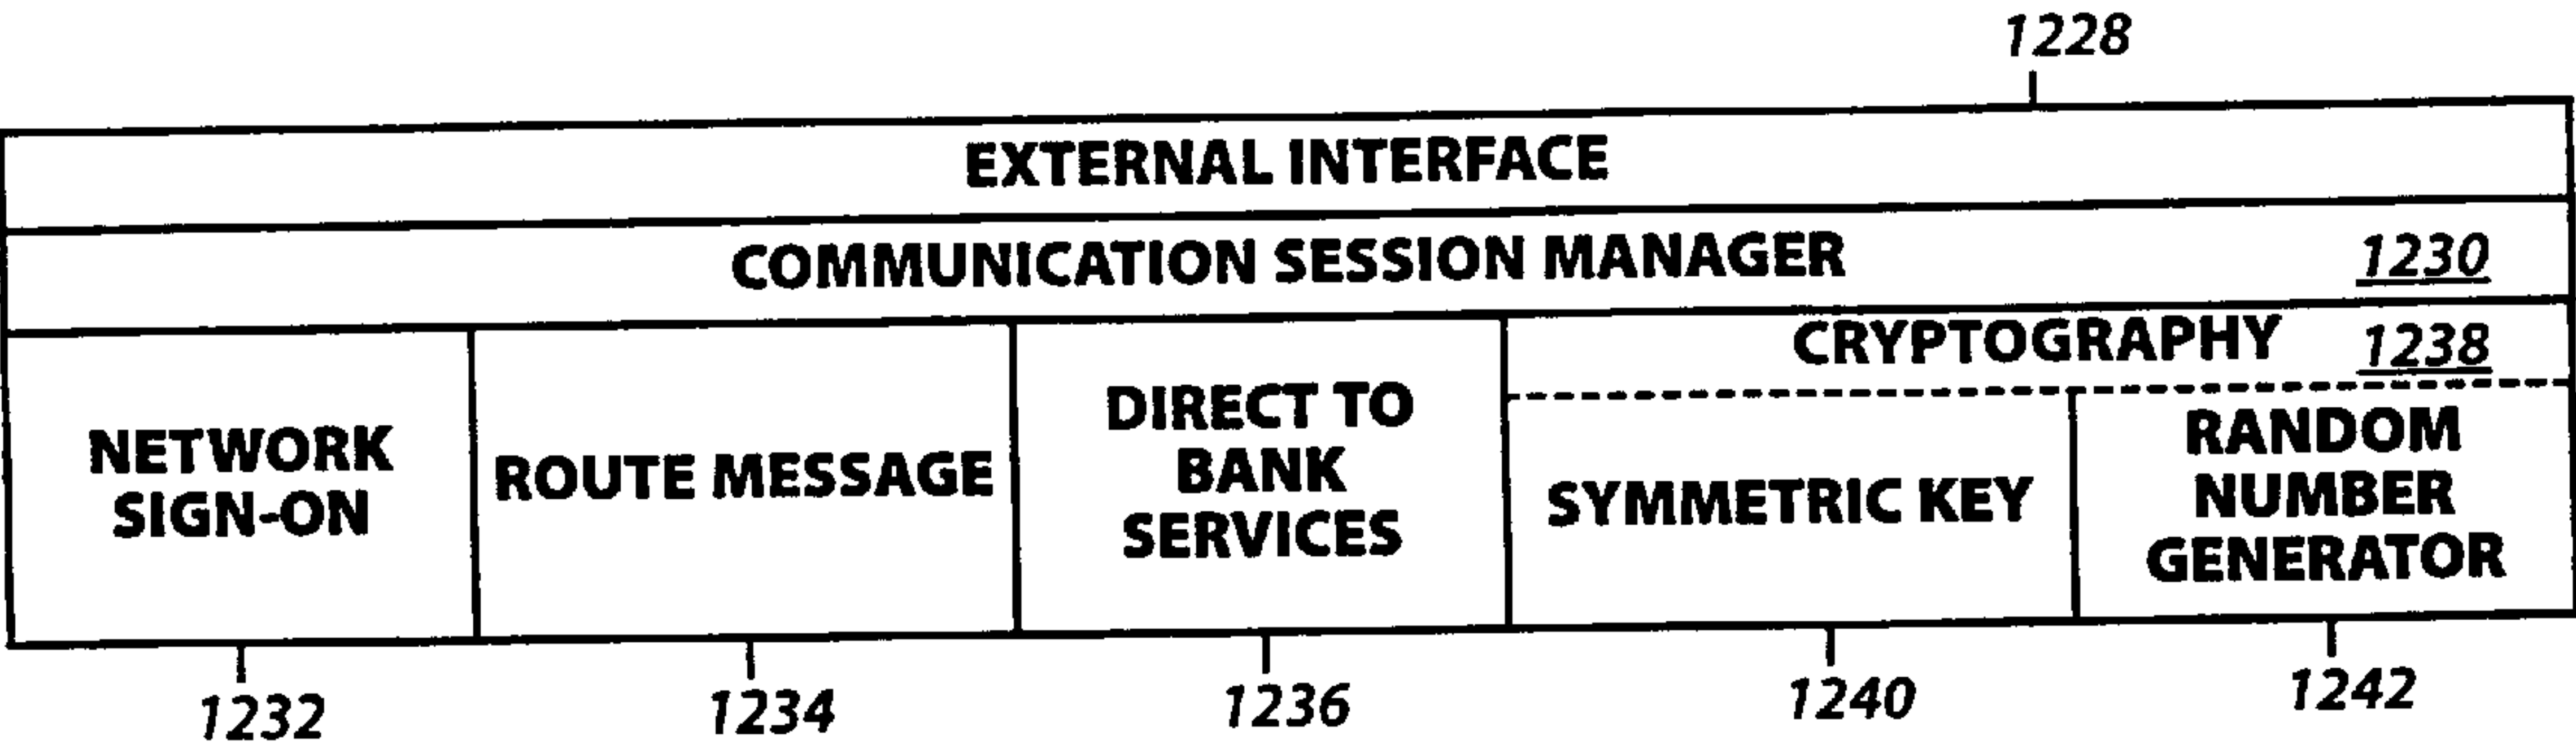 1228
EXTERNAL INTERFACE
COMMUNICATION SESSION MANAGER 1230
CRYPTOGRAPHY 1238
NETWORK
SIGN-ON
ROUTE MESSAGE
DIRECT TO
BANK
SERVICES
SYMMETRIC KEY
RANDOM
NUMBER
GENERATOR
1232
1234
1236
1240
1242